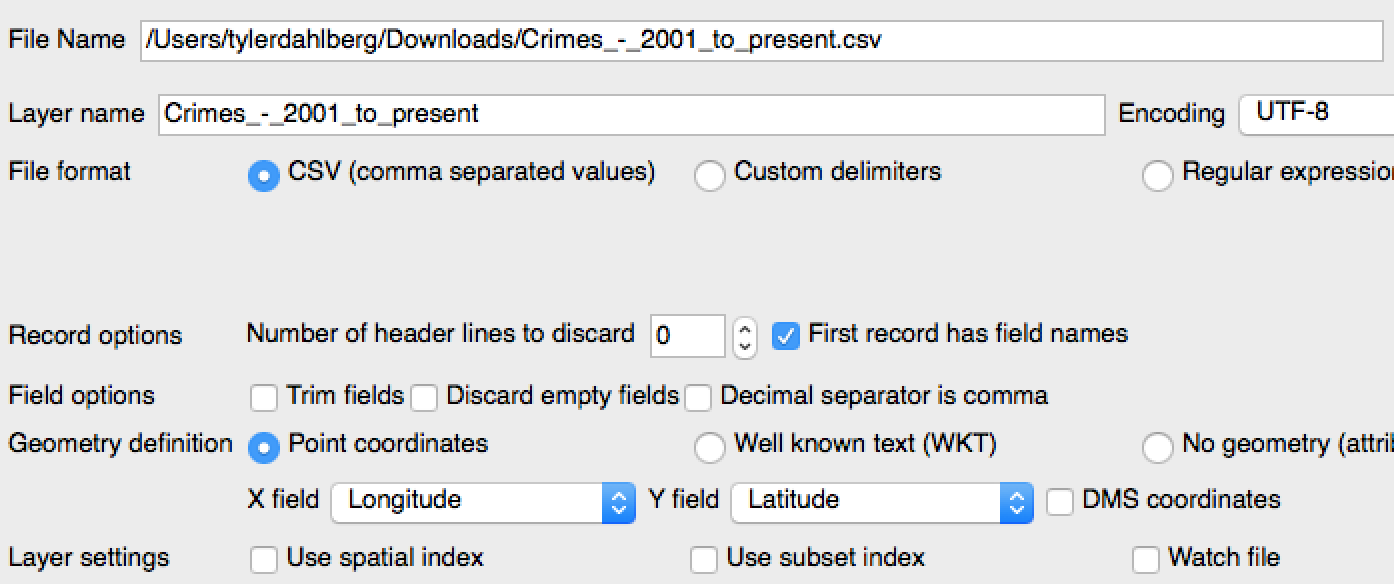 File Name /Users/tylerdahlberg/Downloads/Crimes_-_2001_to_present.csv
Layer name Crimes_-_2001_to_present Encoding UTF-8
File format CSV (comma separated values) Custom delimiters Regular
Record options Number of header lines to discard 0 First record has field names
Field options Trim fields Discard empty fields Decimal separator is comma
Geometry definition Point coordinates Well known text (WKT) No geometry
X field Longitude Y field Latitude DMS coordinates
Layer settings Use spatial index Use subset index Watch file